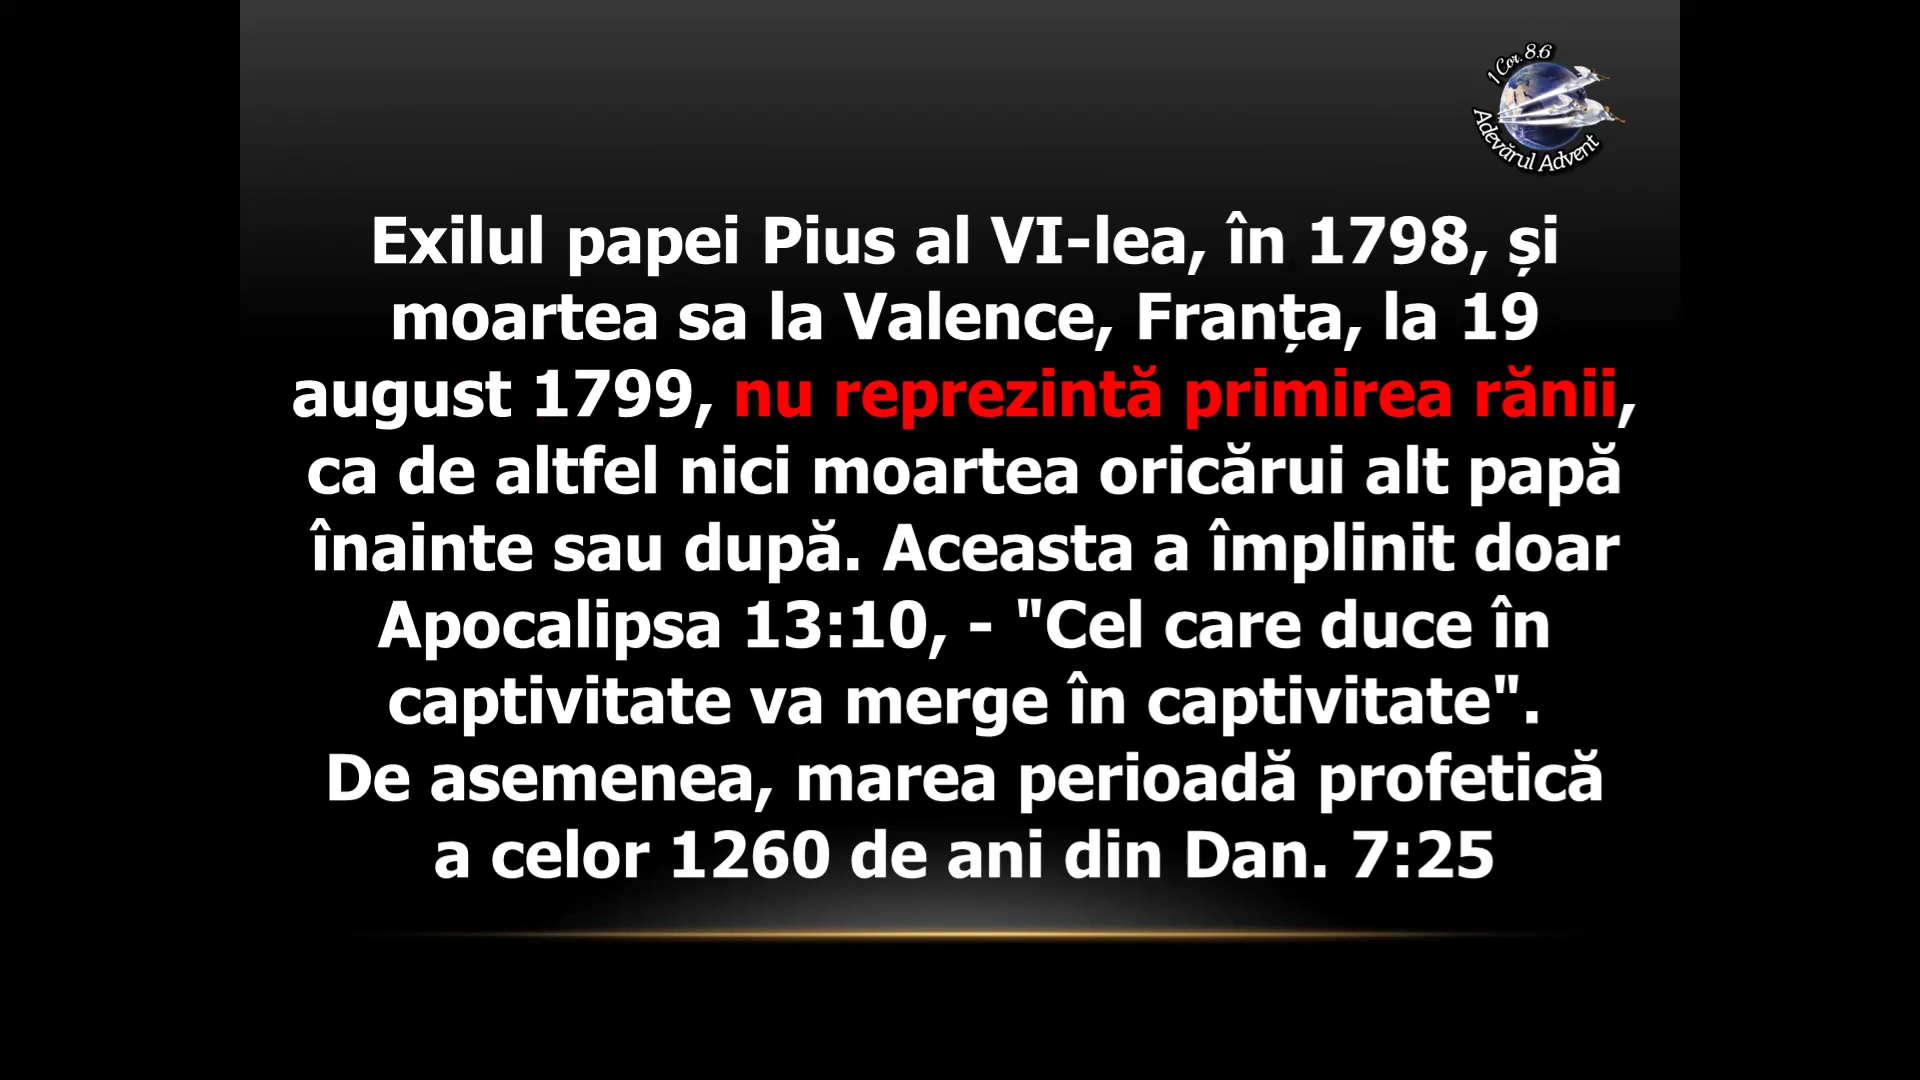 1 Cor. 8:6
Adevărul Advent
Exilul papei Pius al VI-lea, în 1798, și
moartea sa la Valence, Franța, la 19
august 1799, nu reprezintă primirea rănii,
ca de altfel nici moartea oricărui alt papă
înainte sau după. Aceasta a împlinit doar
Apocalipsa 13:10, - "Cel care duce în
captivitate va merge în captivitate".
De asemenea, marea perioadă profetică
a celor 1260 de ani din Dan. 7:25